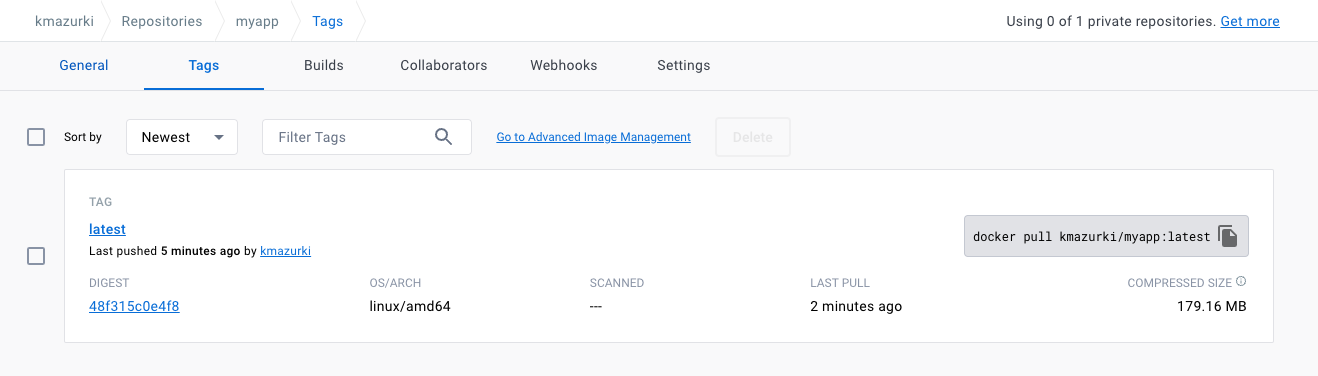 kmazurki Repositories myapp Tags Using 0 of 1 private repositories. Get more
General Tags Builds Collaborators Webhooks Settings
Sort by Newest Filter Tags Go to Advanced Image Management Delete
TAG
latest
docker pull kmazurki/myapp:latest
Last pushed 5 minutes ago by kmazurki
DIGEST OS/ARCH SCANNED LAST PULL COMPRESSED SIZE
48f315c0e4f8 linux/amd64 --- 2 minutes ago 179.16 MB